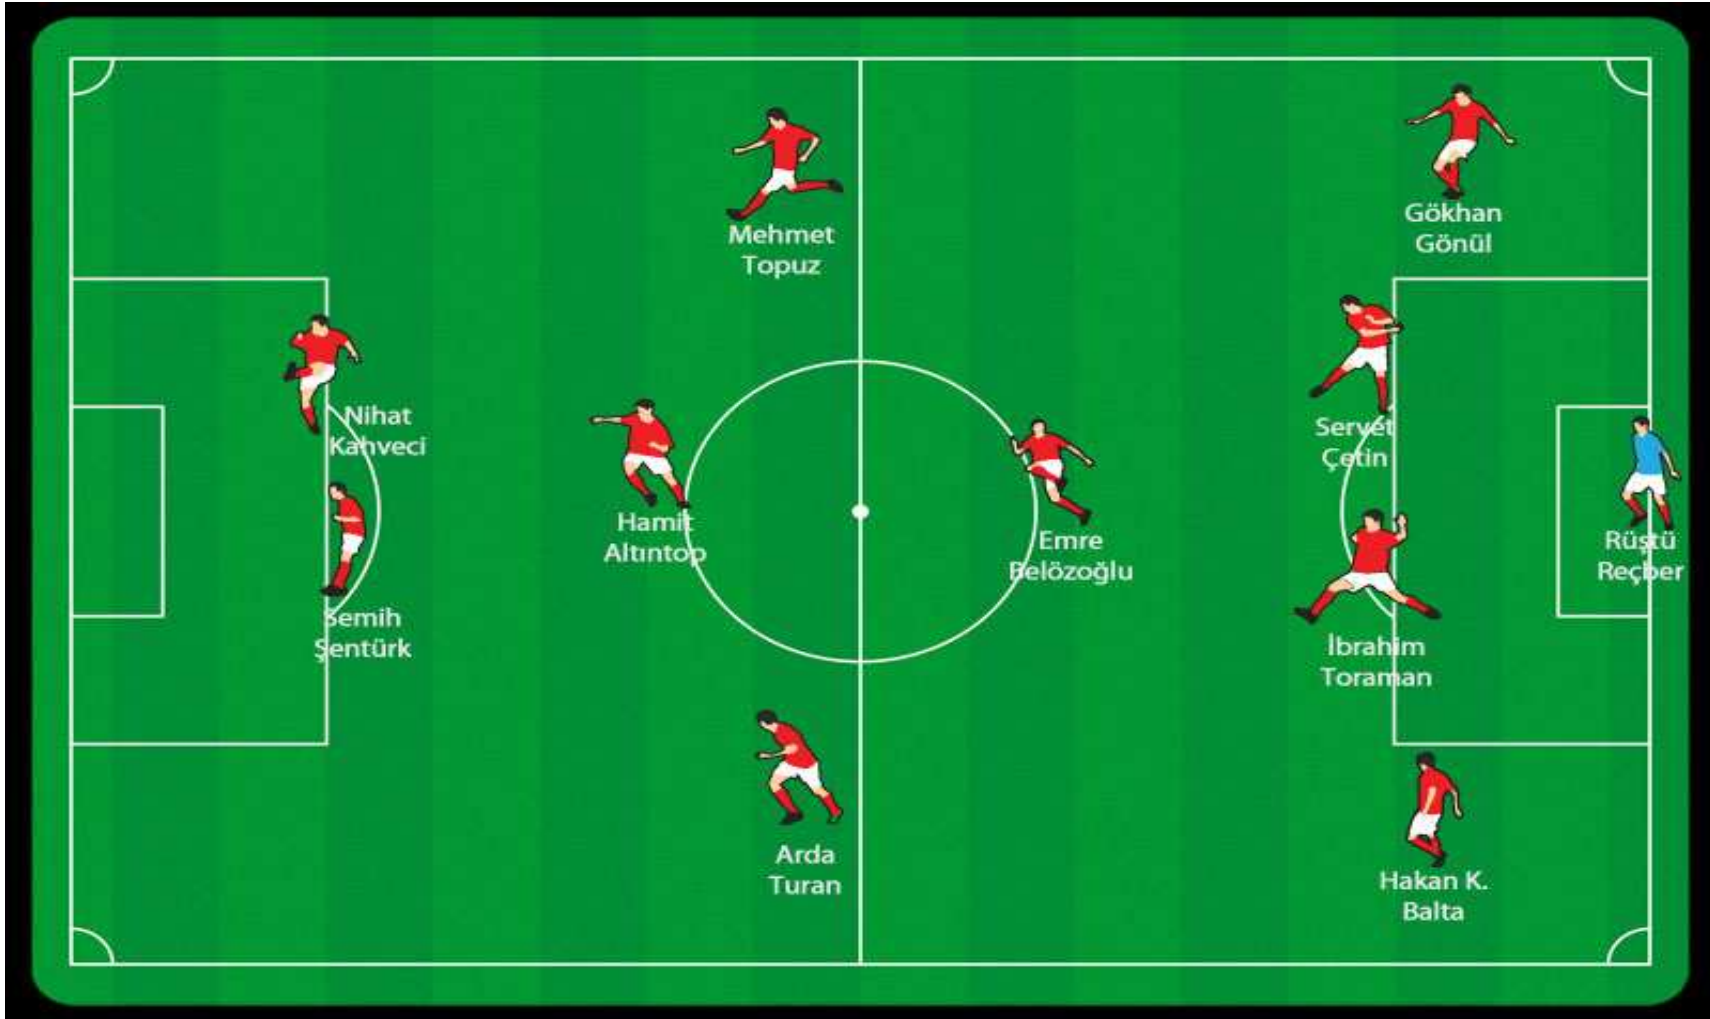 Mehmet
Topuz
Gökhan
Gönül
Nihat
Kahveci
Servet
Çetin
Hamit
Altıntop
Emre
Belözoğlu
Rüştü
Reçber
Semih
Şentürk
İbrahim
Toraman
Arda
Turan
Hakan K.
Balta